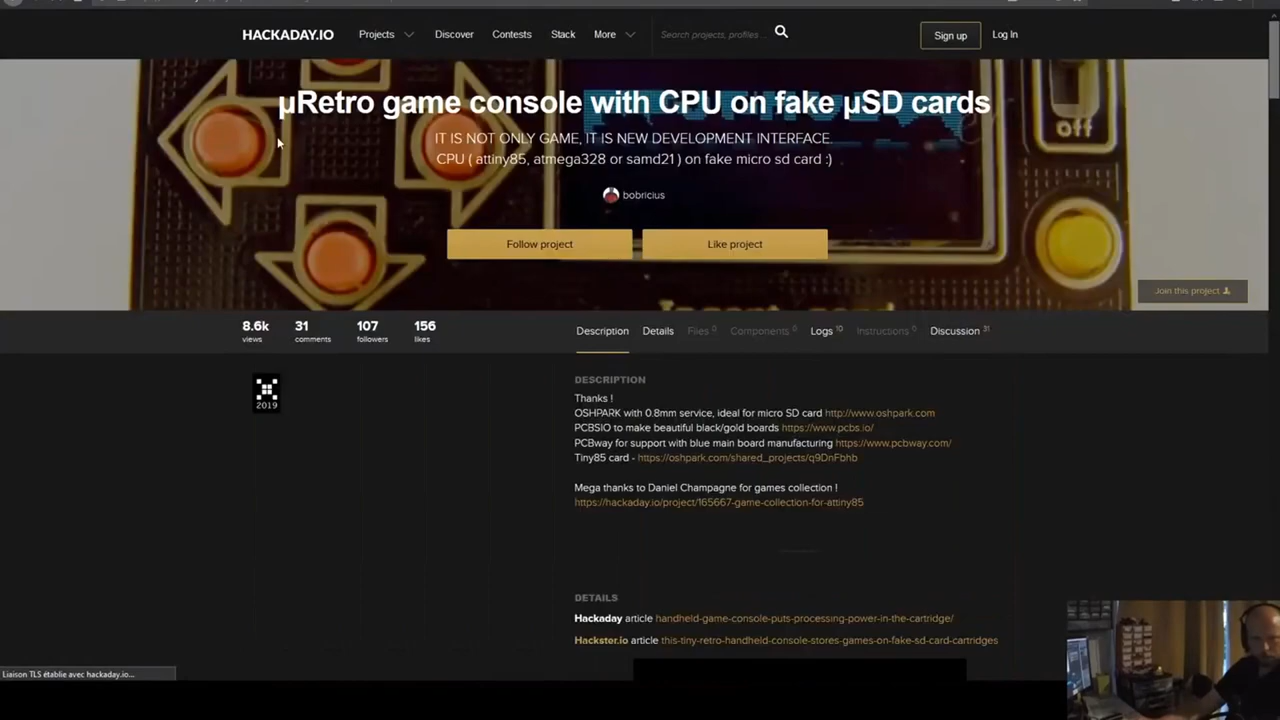 HACKADAY.IO
Projects
Discover
Contests
Stack
More
Search projects, profiles ...
Sign up
Log In
µRetro game console with CPU on fake µSD cards
IT IS NOT ONLY GAME, IT IS NEW DEVELOPMENT INTERFACE.
CPU ( attiny85, atmega328 or samd21 ) on fake micro sd card :)
bobricius
Follow project
Like project
off
Join this project
8.6k
views
31
comments
107
followers
156
likes
Description
Details
Files 0
Components 0
Logs 10
Instructions 0
Discussion 31
2019
DESCRIPTION
Thanks !
OSHPARK with 0.8mm service, ideal for micro SD card http://www.oshpark.com
PCBSIO to make beautiful black/gold boards https://www.pcbs.io/
PCBway for support with blue main board manufacturing https://www.pcbway.com/
Tiny85 card - https://oshpark.com/shared_projects/q9DnFbhb
Mega thanks to Daniel Champagne for games collection !
https://hackaday.io/project/165667-game-collection-for-attiny85
DETAILS
Hackaday article handheld-game-console-puts-processing-power-in-the-cartridge/
Hackster.io article this-tiny-retro-handheld-console-stores-games-on-fake-sd-card-cartridges
Liaison TLS établie avec hackaday.io...